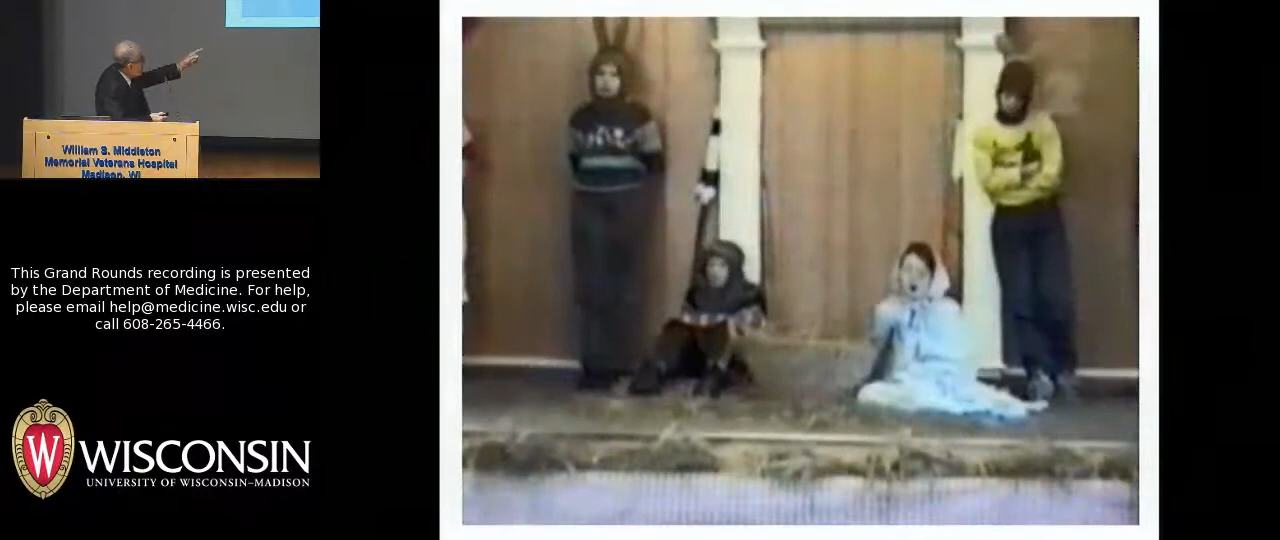 William S. Middleton
Memorial Veterans Hospital
Madison, WI
This Grand Rounds recording is presented
by the Department of Medicine. For help,
please email help@medicine.wisc.edu or
call 608-265-4466.
W
WISCONSIN
UNIVERSITY OF WISCONSIN–MADISON